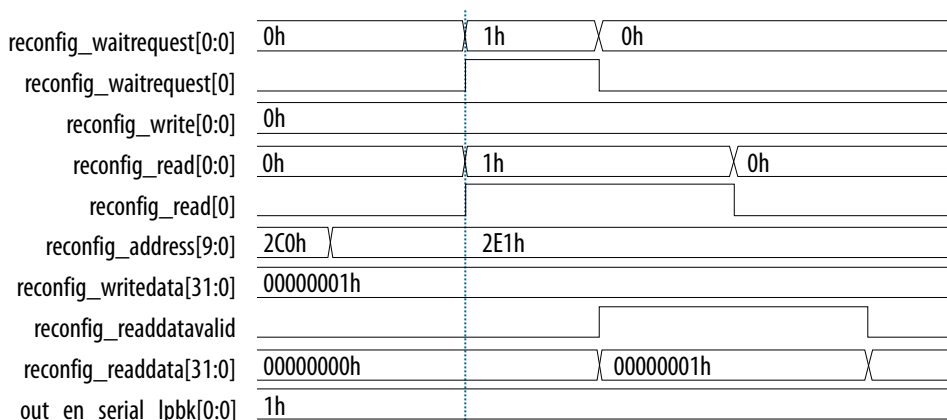 reconfig_waitrequest[0:0] 0h 1h 0h
reconfig_waitrequest[0]
reconfig_write[0:0] 0h
reconfig_read[0:0] 0h 1h 0h
reconfig_read[0]
reconfig_address[9:0] 2C0h 2E1h
reconfig_writedata[31:0] 00000001h
reconfig_readdatavalid
reconfig_readdata[31:0] 00000000h 00000001h
out_en_serial_lpbk[0:0] 1h